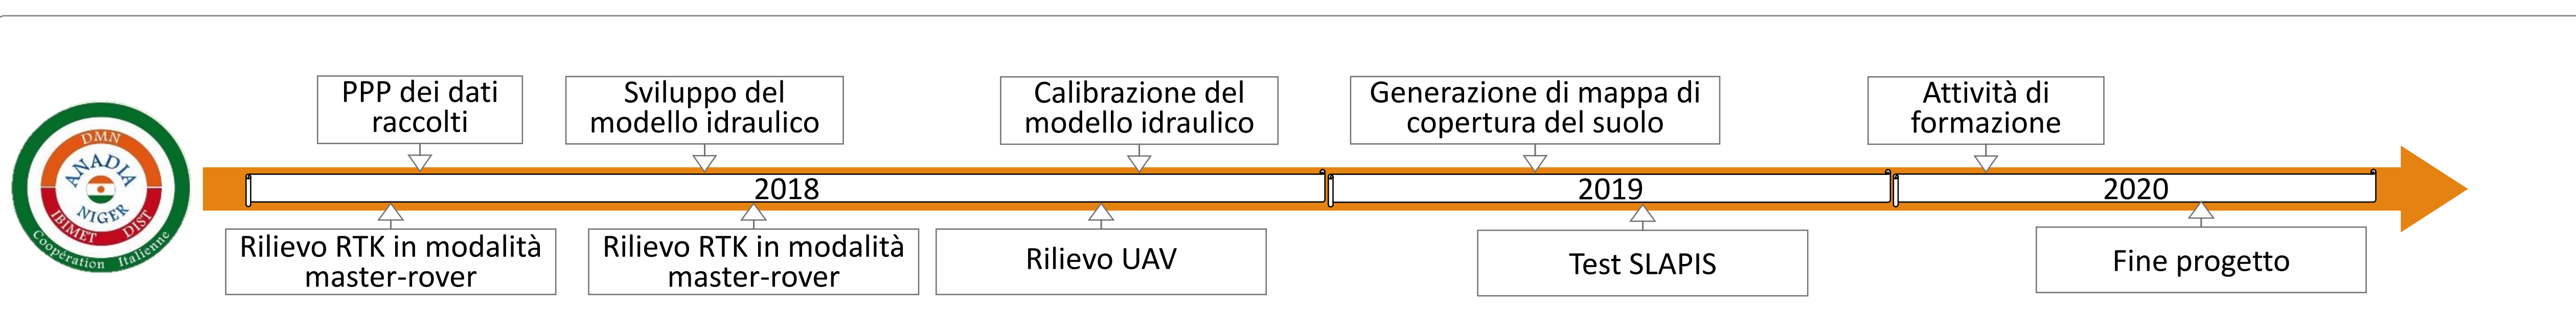 PPP dei dati
raccolti
Sviluppo del
modello idraulico
Calibrazione del
modello idraulico
Generazione di mappa di
copertura del suolo
Attività di
formazione
DMN
ANADIA
NIGER
IBIMET DIST
Coopération Italienne
2018
2019
2020
Rilievo RTK in modalità
master-rover
Rilievo RTK in modalità
master-rover
Rilievo UAV
Test SLAPIS
Fine progetto